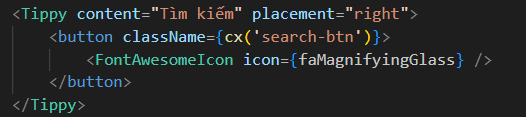 <Tippy content="Tìm kiếm" placement="right">
<button className={cx('search-btn')}>
<FontAwesomeIcon icon={faMagnifyingGlass} />
</button>
</Tippy>